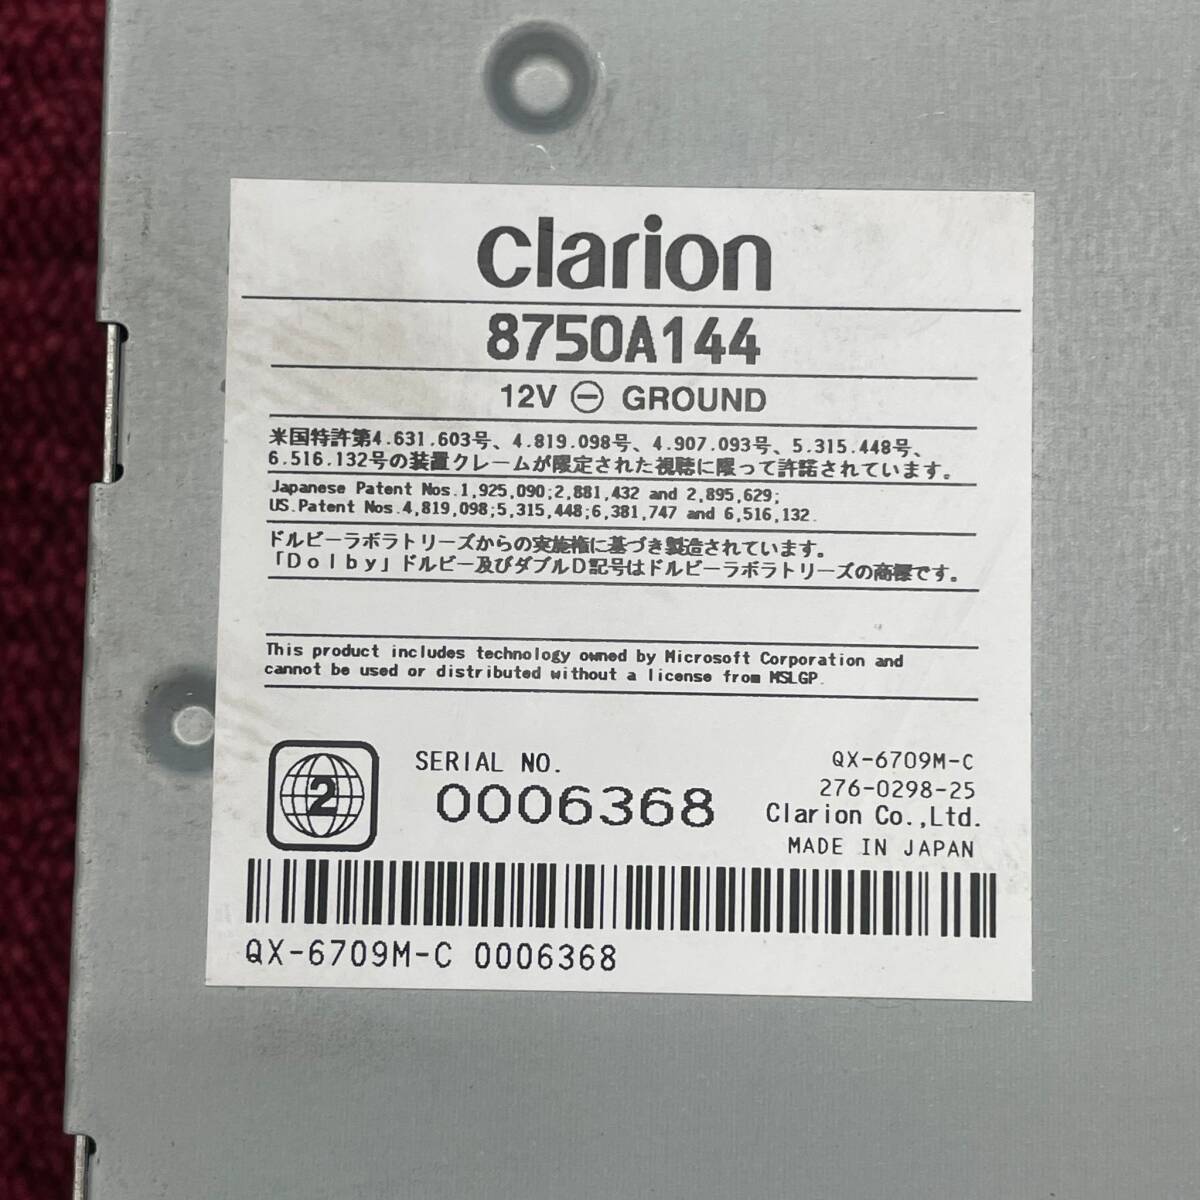 clarion
8750A144
12V ⊖ GROUND
米国特許第4.631.603号、4.819.098号、4.907.093号、5.315.448号、
6.516.132号の装置クレームが限定された視聴に限って許諾されています。
Japanese Patent Nos.1,925,090;2,881,432 and 2,895,629;
US.Patent Nos.4,819,098;5,315,448;6,381,747 and 6,516,132.
ドルビーラボラトリーズからの実施権に基づき製造されています。
「Dolby」ドルビー及びダブルD記号はドルビーラボラトリーズの商標です。
This product includes technology owned by Microsoft Corporation and
cannot be used or distributed without a license from MSLGP.
2
SERIAL NO.
0006368
QX-6709M-C
276-0298-25
Clarion Co.,Ltd.
MADE IN JAPAN
QX-6709M-C 0006368